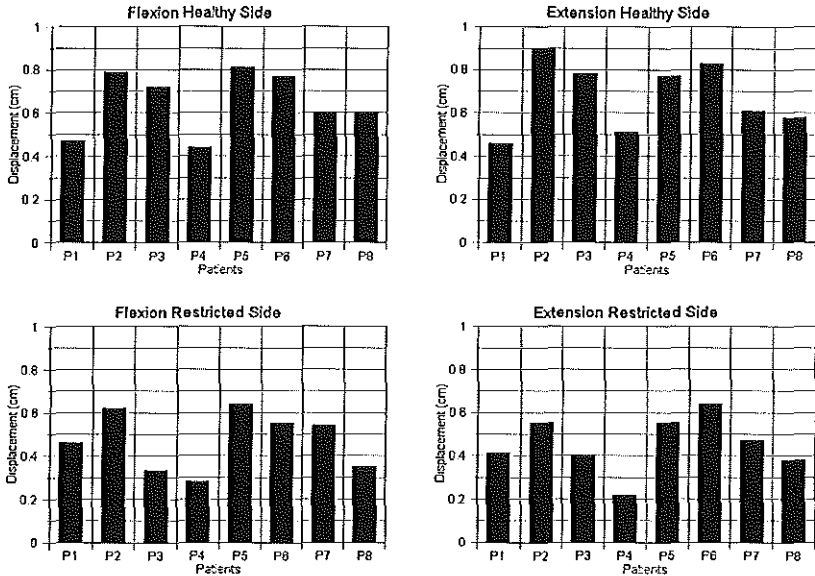 Flexion Healthy Side
1
0.8
0.6
0.4
0.2
0
Displacement (cm)
P1 P2 P3 P4 P5 P6 P7 P8
Patients
Extension Healthy Side
1
0.8
0.6
0.4
0.2
0
Displacement (cm)
P1 P2 P3 P4 P5 P6 P7 P8
Patients
Flexion Restricted Side
1
0.8
0.6
0.4
0.2
0
Displacement (cm)
P1 P2 P3 P4 P5 P6 P7 P8
Patients
Extension Restricted Side
1
0.8
0.6
0.4
0.2
0
Displacement (cm)
P1 P2 P3 P4 P5 P6 P7 P8
Patients